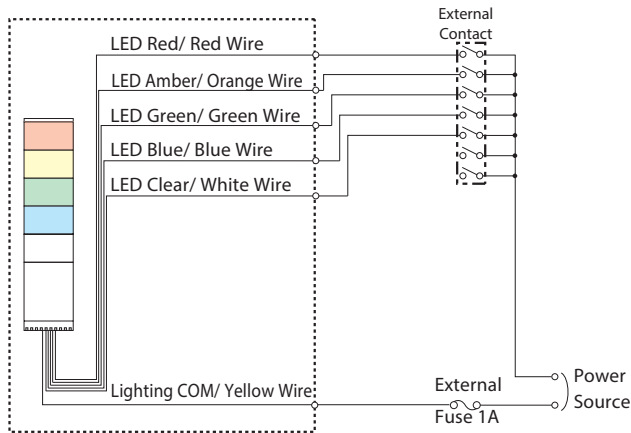 External
Contact
LED Red/ Red Wire
LED Amber/ Orange Wire
LED Green/ Green Wire
LED Blue/ Blue Wire
LED Clear/ White Wire
Lighting COM/ Yellow Wire
External
Fuse 1A
Power
Source